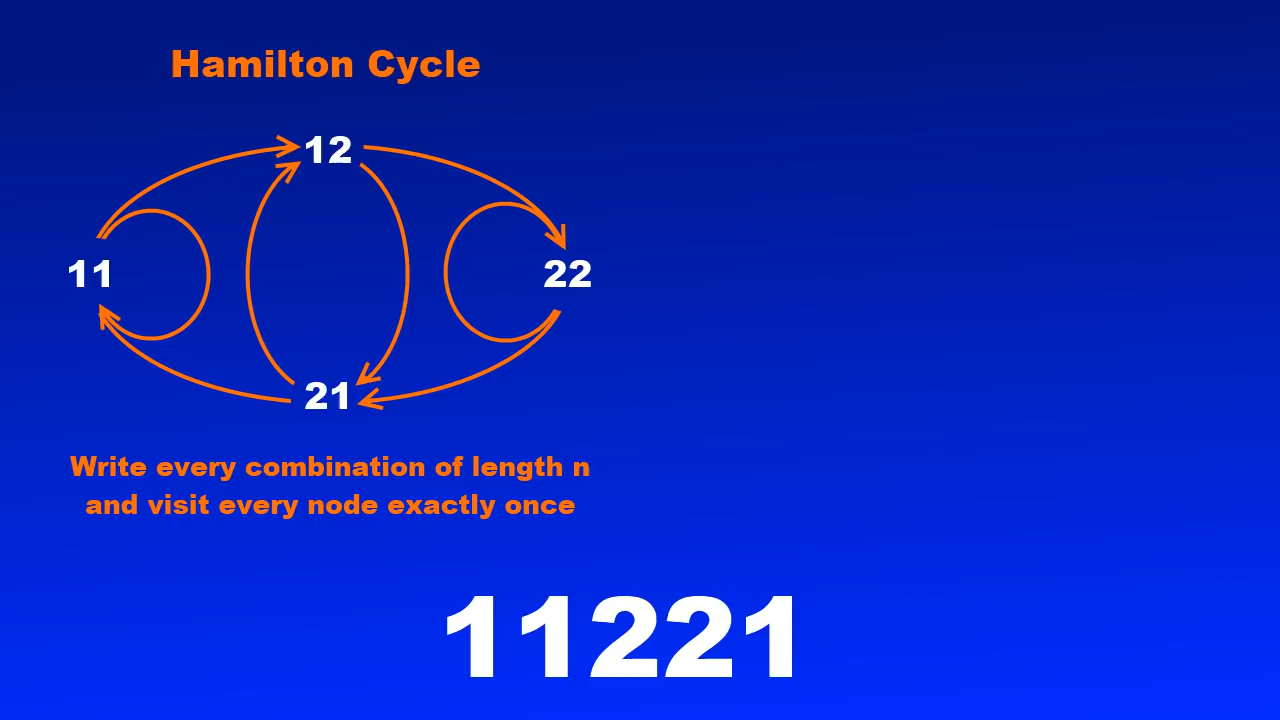 Hamilton Cycle
12
11
22
21
Write every combination of length n
and visit every node exactly once
11221